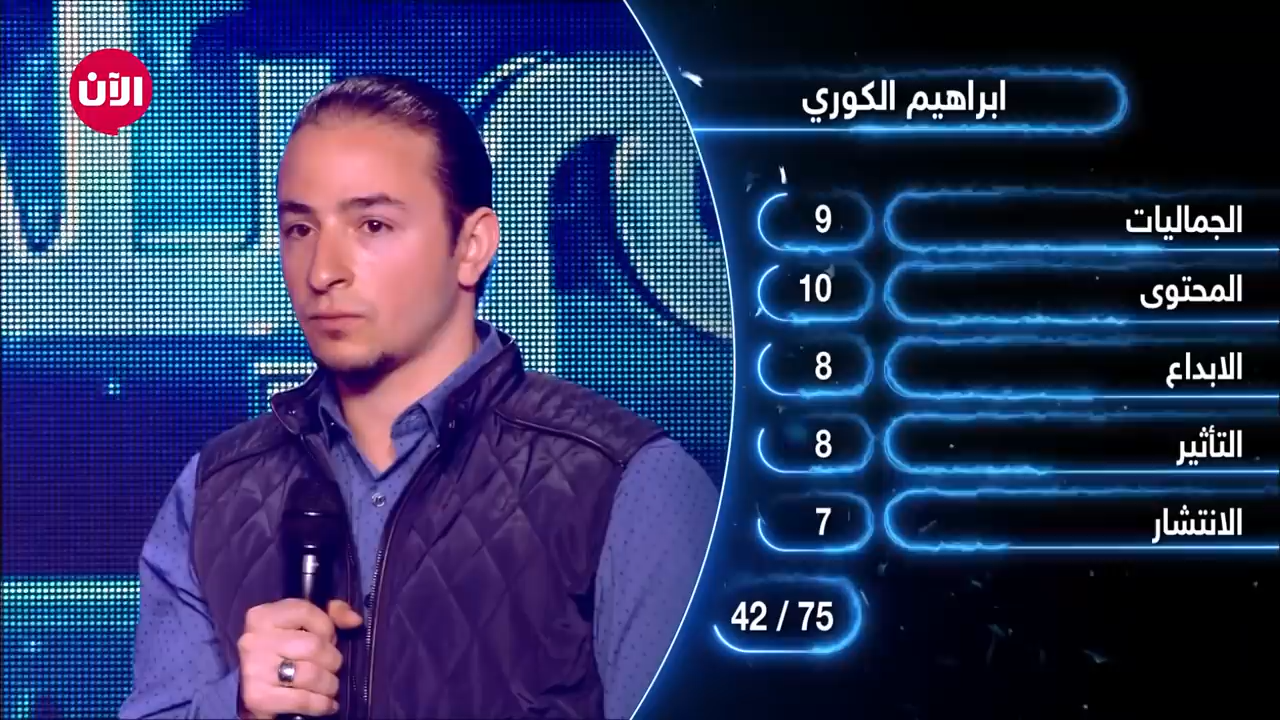 الآن
ابراهيم الكوري
الجماليات 9
المحتوى 10
الابداع 8
التأثير 8
الانتشار 7
42 / 75